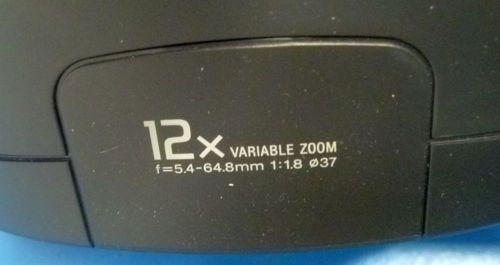 12x VARIABLE ZOOM
f=5.4-64.8mm 1:1.8 ø37